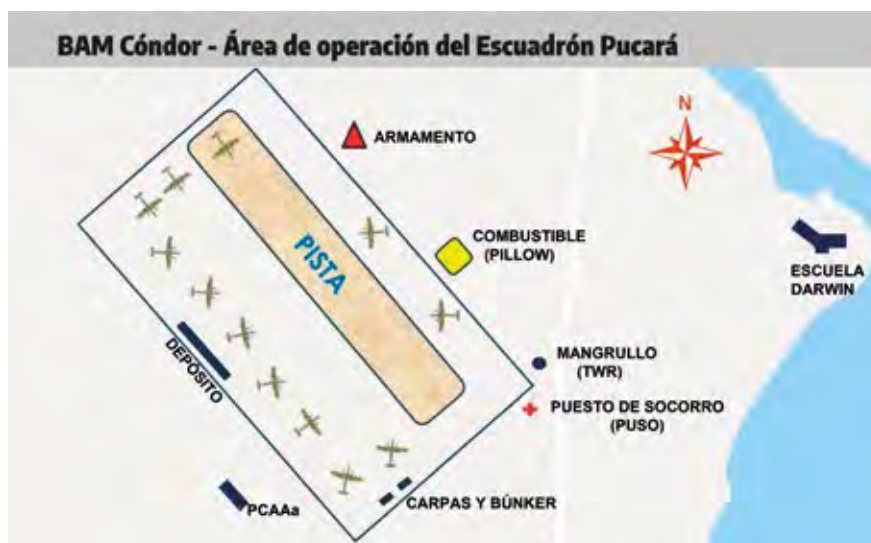 BAM Cóndor - Área de operación del Escuadrón Pucará
N
ARMAMENTO
PISTA
COMBUSTIBLE
(PILLOW)
ESCUELA
DARWIN
DEPÓSITO
MANGRULLO
(TWR)
PUESTO DE SOCORRO
(PUSO)
PCAAa
CARPAS Y BÚNKER